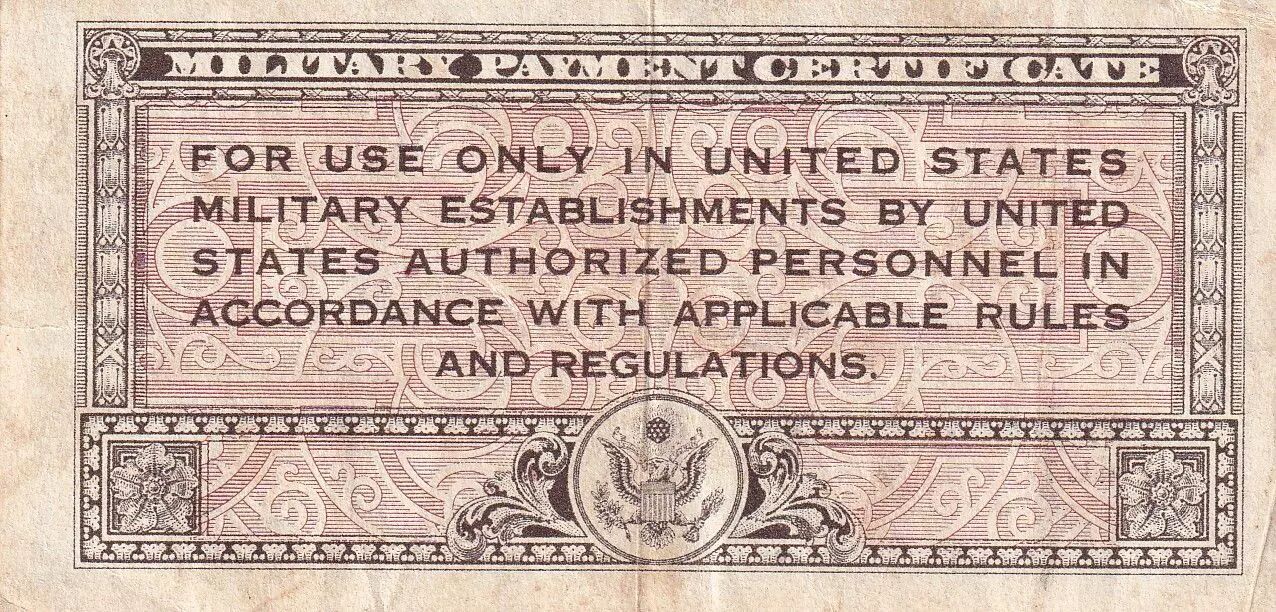 MILITARY PAYMENT CERTIFICATE
FOR USE ONLY IN UNITED STATES
MILITARY ESTABLISHMENTS BY UNITED
STATES AUTHORIZED PERSONNEL IN
ACCORDANCE WITH APPLICABLE RULES
AND REGULATIONS.